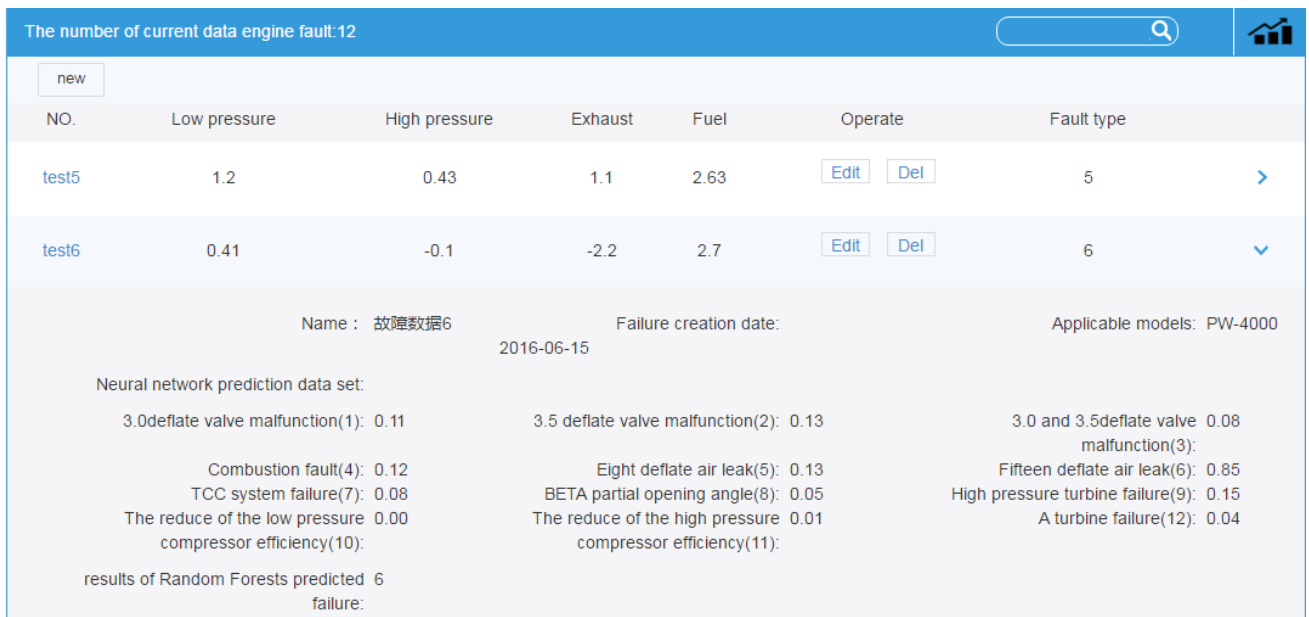 The number of current data engine fault:12
new
NO. Low pressure High pressure Exhaust Fuel Operate Fault type
test5 1.2 0.43 1.1 2.63 Edit Del 5
test6 0.41 -0.1 -2.2 2.7 Edit Del 6
Name : 故障数据6 Failure creation date: Applicable models: PW-4000
2016-06-15
Neural network prediction data set:
3.0deflate valve malfunction(1): 0.11 3.5 deflate valve malfunction(2): 0.13 3.0 and 3.5deflate valve 0.08
malfunction(3):
Combustion fault(4): 0.12 Eight deflate air leak(5): 0.13 Fifteen deflate air leak(6): 0.85
TCC system failure(7): 0.08 BETA partial opening angle(8): 0.05 High pressure turbine failure(9): 0.15
The reduce of the low pressure 0.00 The reduce of the high pressure 0.01 A turbine failure(12): 0.04
compressor efficiency(10): compressor efficiency(11):
results of Random Forests predicted 6
failure: